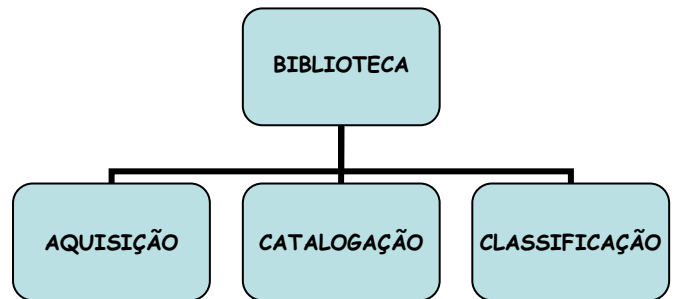 BIBLIOTECA
AQUISIÇÃO
CATALOGAÇÃO
CLASSIFICAÇÃO